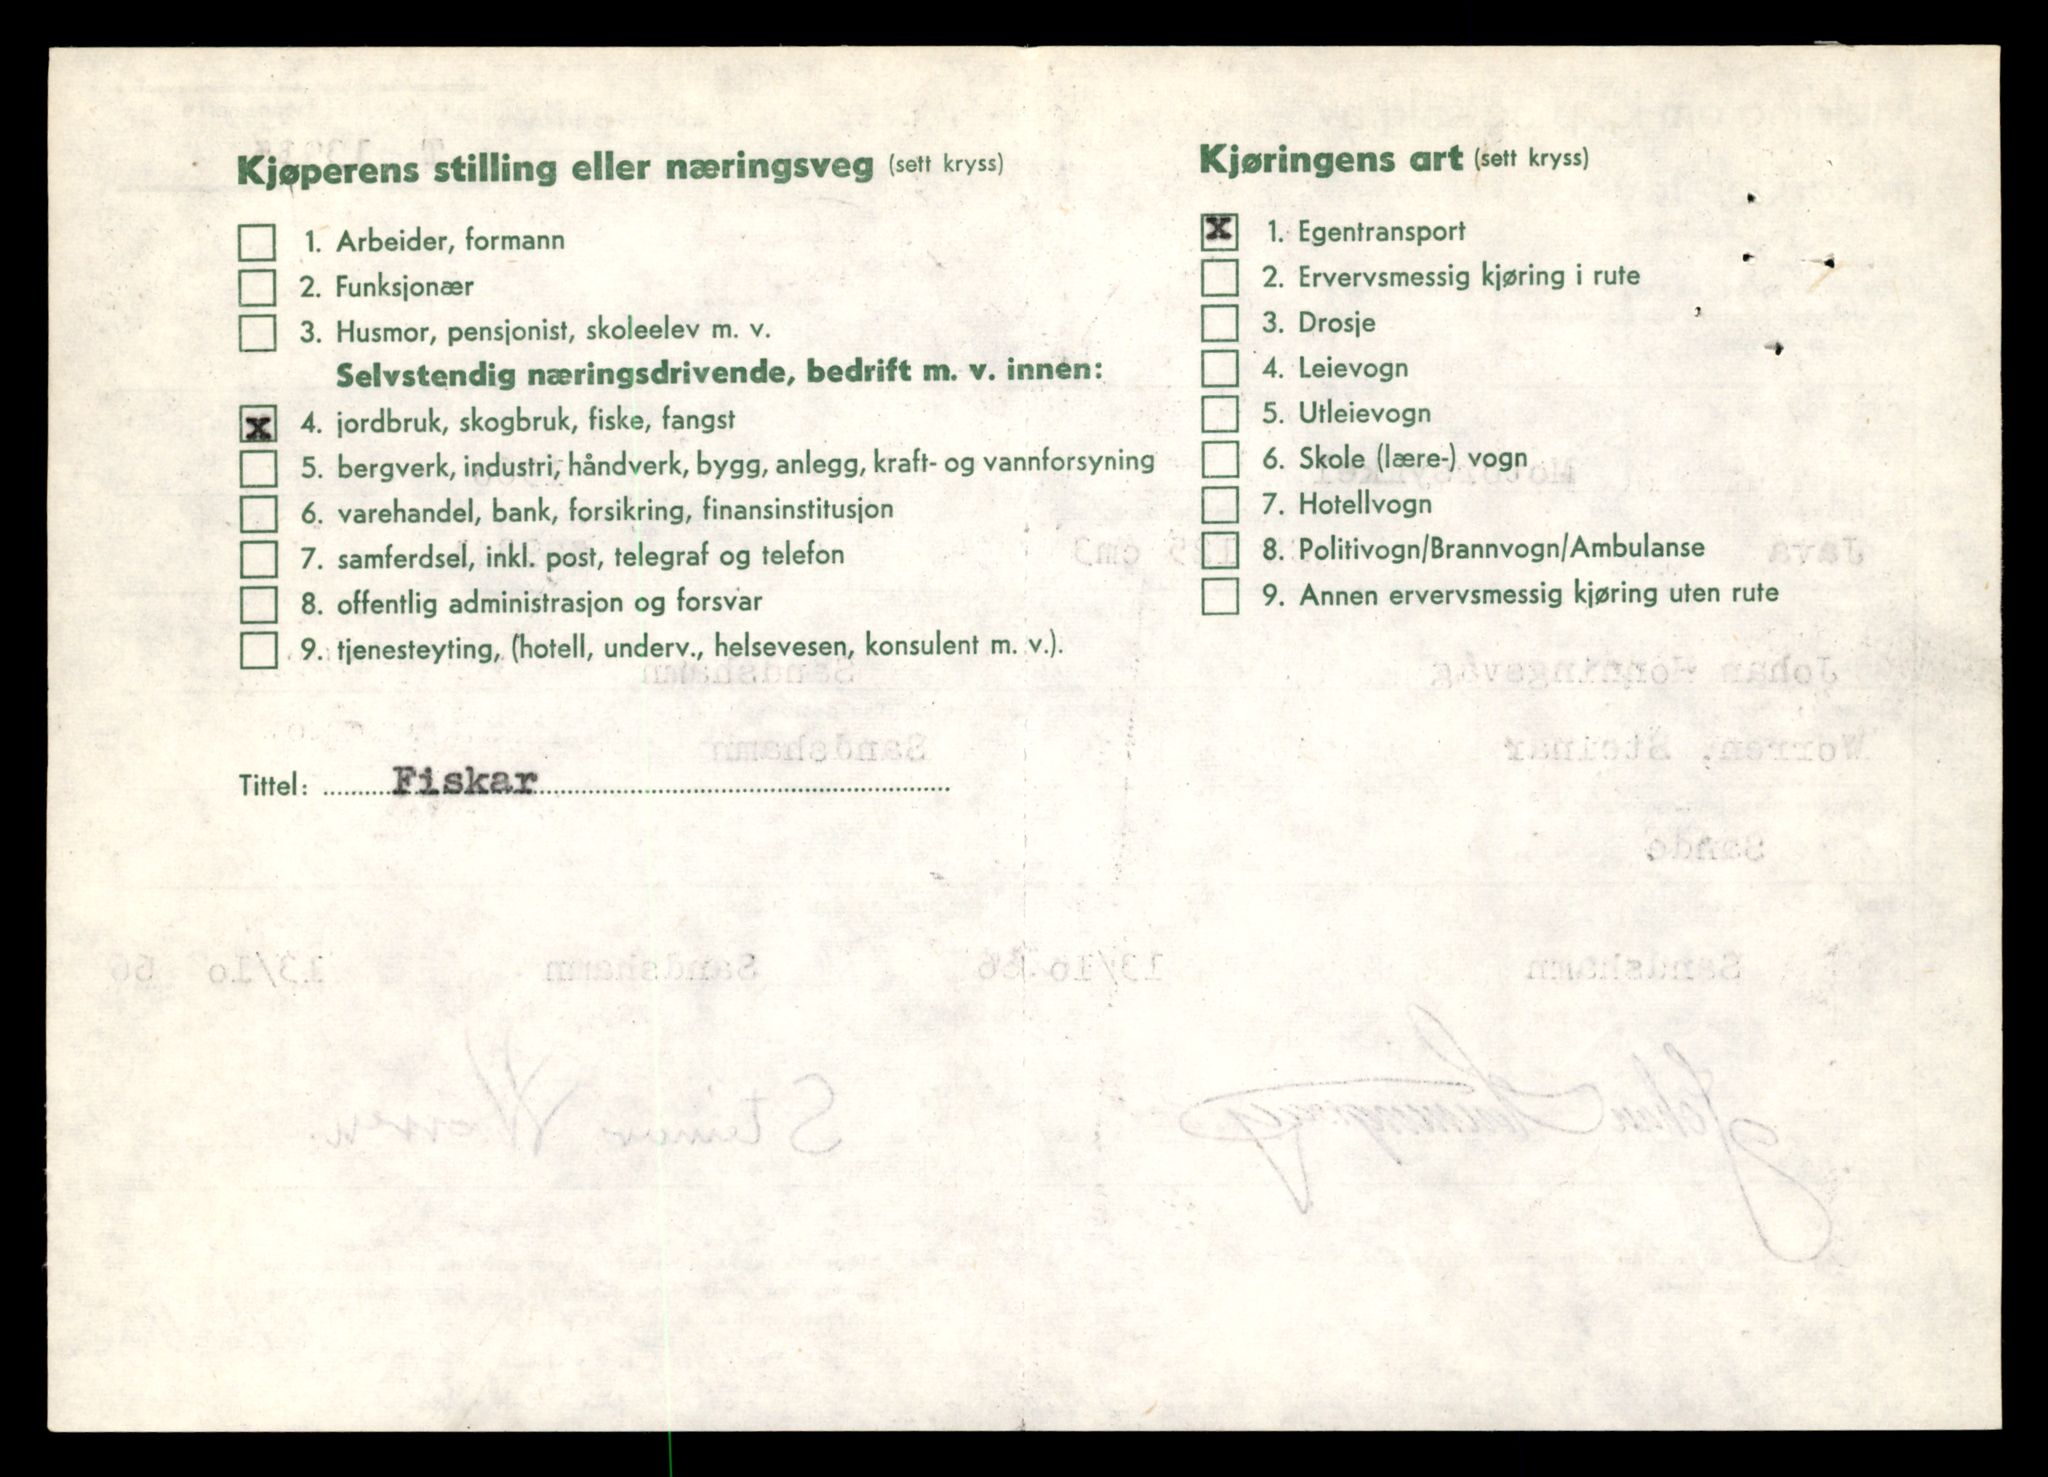 Kjøperens stilling eller næringsveg (sett kryss)
1. Arbeider, formann
2. Funksjonær
3. Husmor, pensjonist, skoleelev m. v.
Selvstendig næringsdrivende, bedrift m. v. innen:
x 4. jordbruk, skogbruk, fiske, fangst
5. bergverk, industri, håndverk, bygg, anlegg, kraft- og vannforsyning
6. varehandel, bank, forsikring, finansinstitusjon
7. samferdsel, inkl. post, telegraf og telefon
8. offentlig administrasjon og forsvar
9. tjenesteyting, (hotell, underv., helsevesen, konsulent m. v.).
Tittel: Fiskar
Kjøringens art (sett kryss)
x 1. Egentransport
2. Ervervsmessig kjøring i rute
3. Drosje
4. Leievogn
5. Utleievogn
6. Skole (lære-) vogn
7. Hotellvogn
8. Politivogn/Brannvogn/Ambulanse
9. Annen ervervsmessig kjøring uten rute